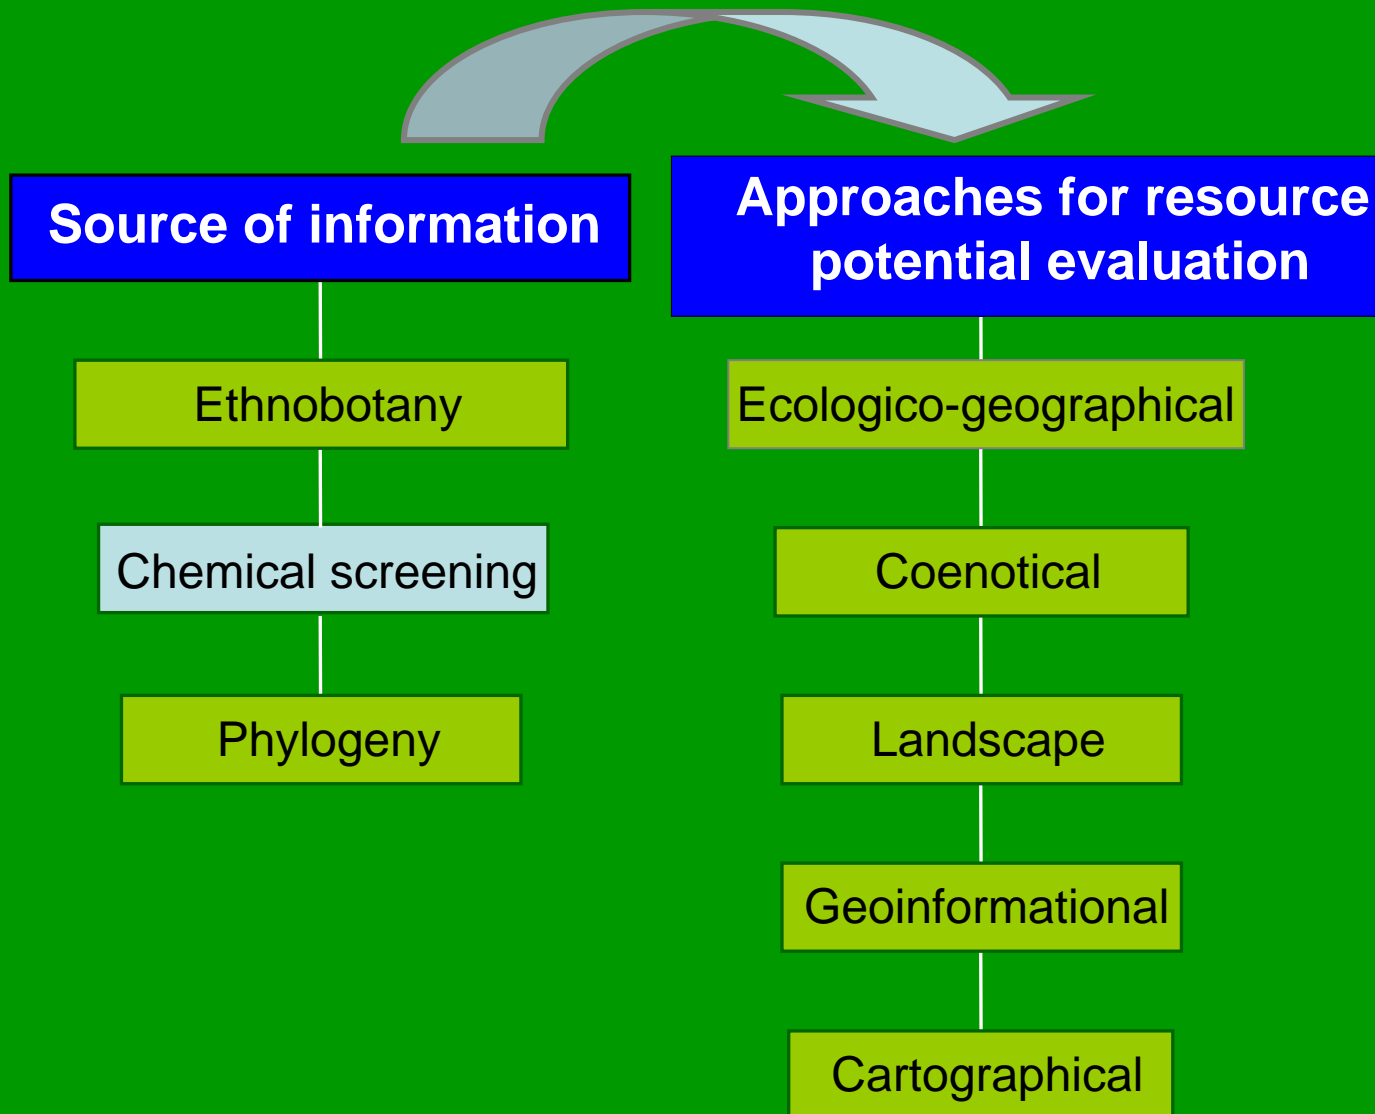 Source of information
Ethnobotany
Chemical screening
Phylogeny
Approaches for resource
potential evaluation
Ecologico-geographical
Coenotical
Landscape
Geoinformational
Cartographical